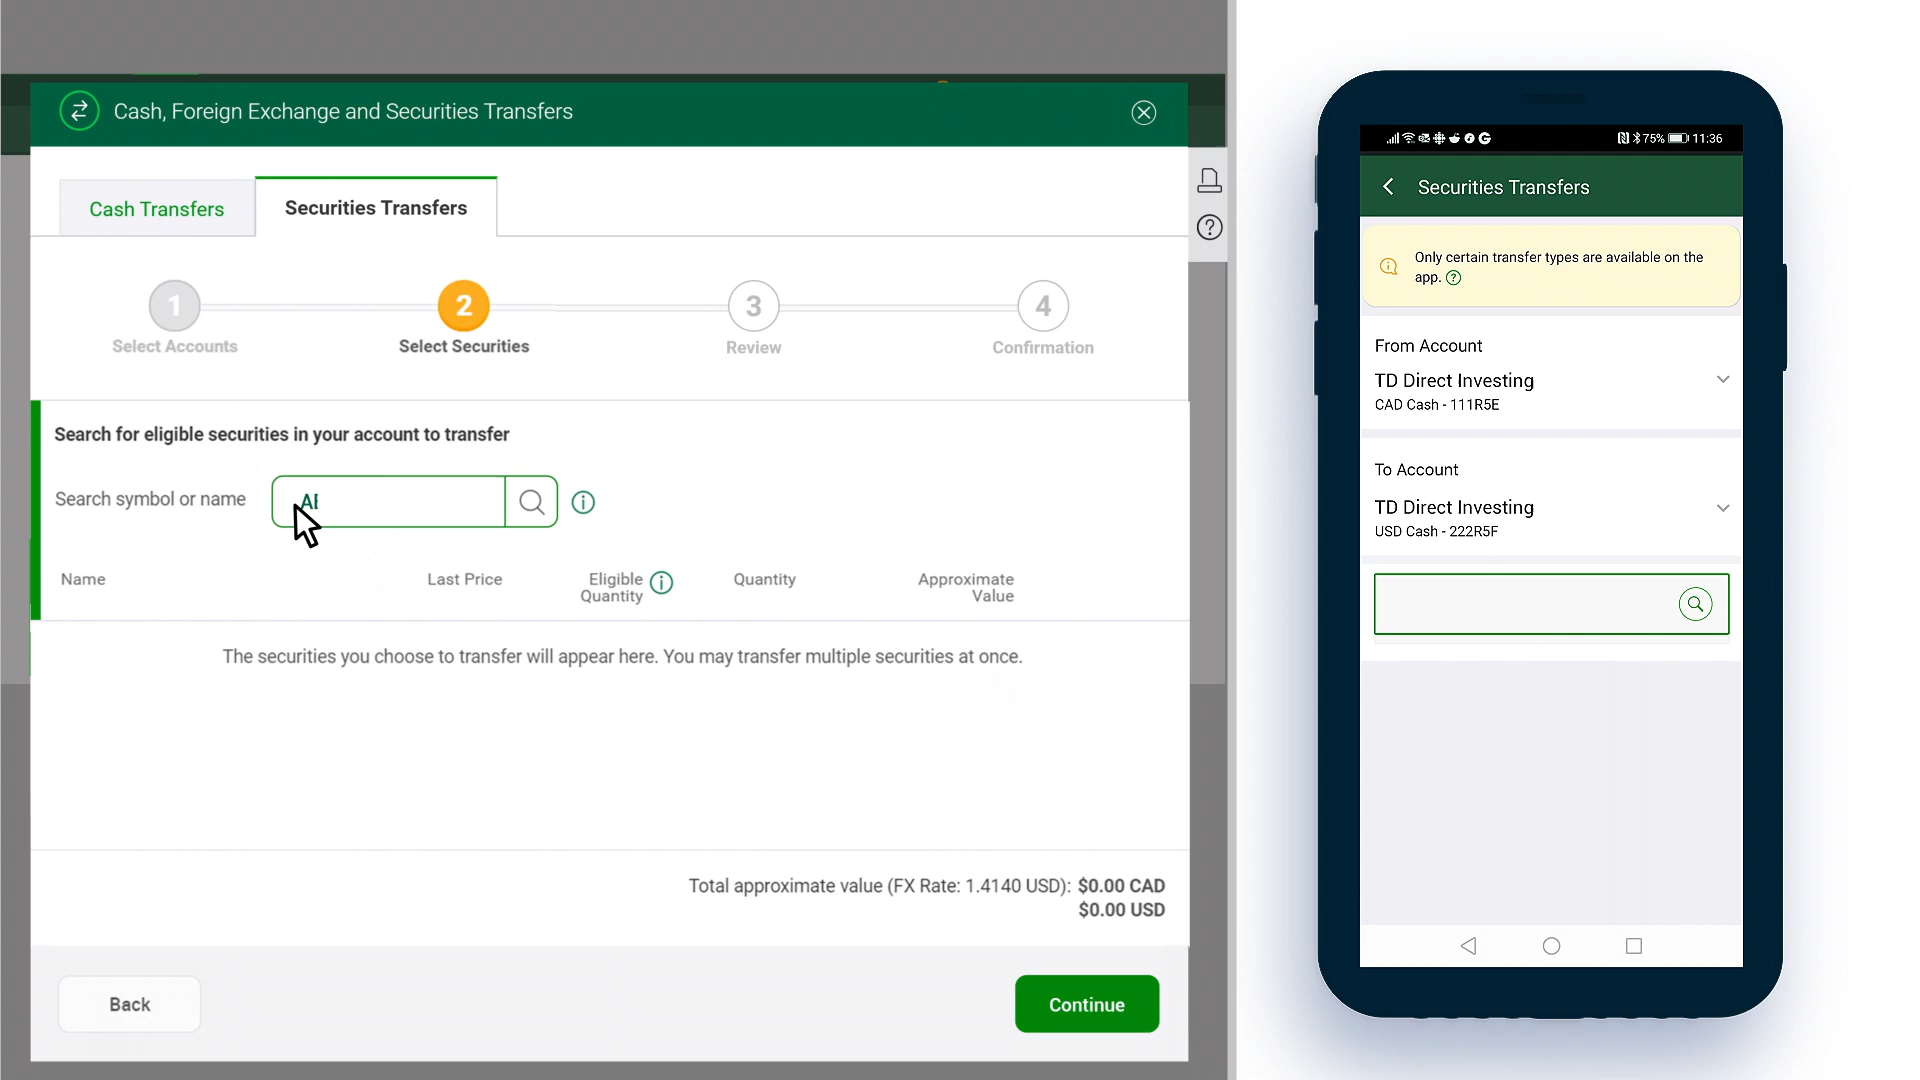 Cash, Foreign Exchange and Securities Transfers
Cash Transfers
Securities Transfers
1
2
3
4
Select Accounts
Select Securities
Review
Confirmation
Search for eligible securities in your account to transfer
Search symbol or name
Name
Last Price
Eligible
Quantity
Quantity
Approximate
Value
The securities you choose to transfer will appear here. You may transfer multiple securities at once.
Total approximate value (FX Rate: 1.4140 USD): $0.00 CAD
$0.00 USD
Back
Continue
75% 11:36
Securities Transfers
Only certain transfer types are available on the
app.
From Account
TD Direct Investing
CAD Cash - 111R5E
To Account
TD Direct Investing
USD Cash - 222R5F